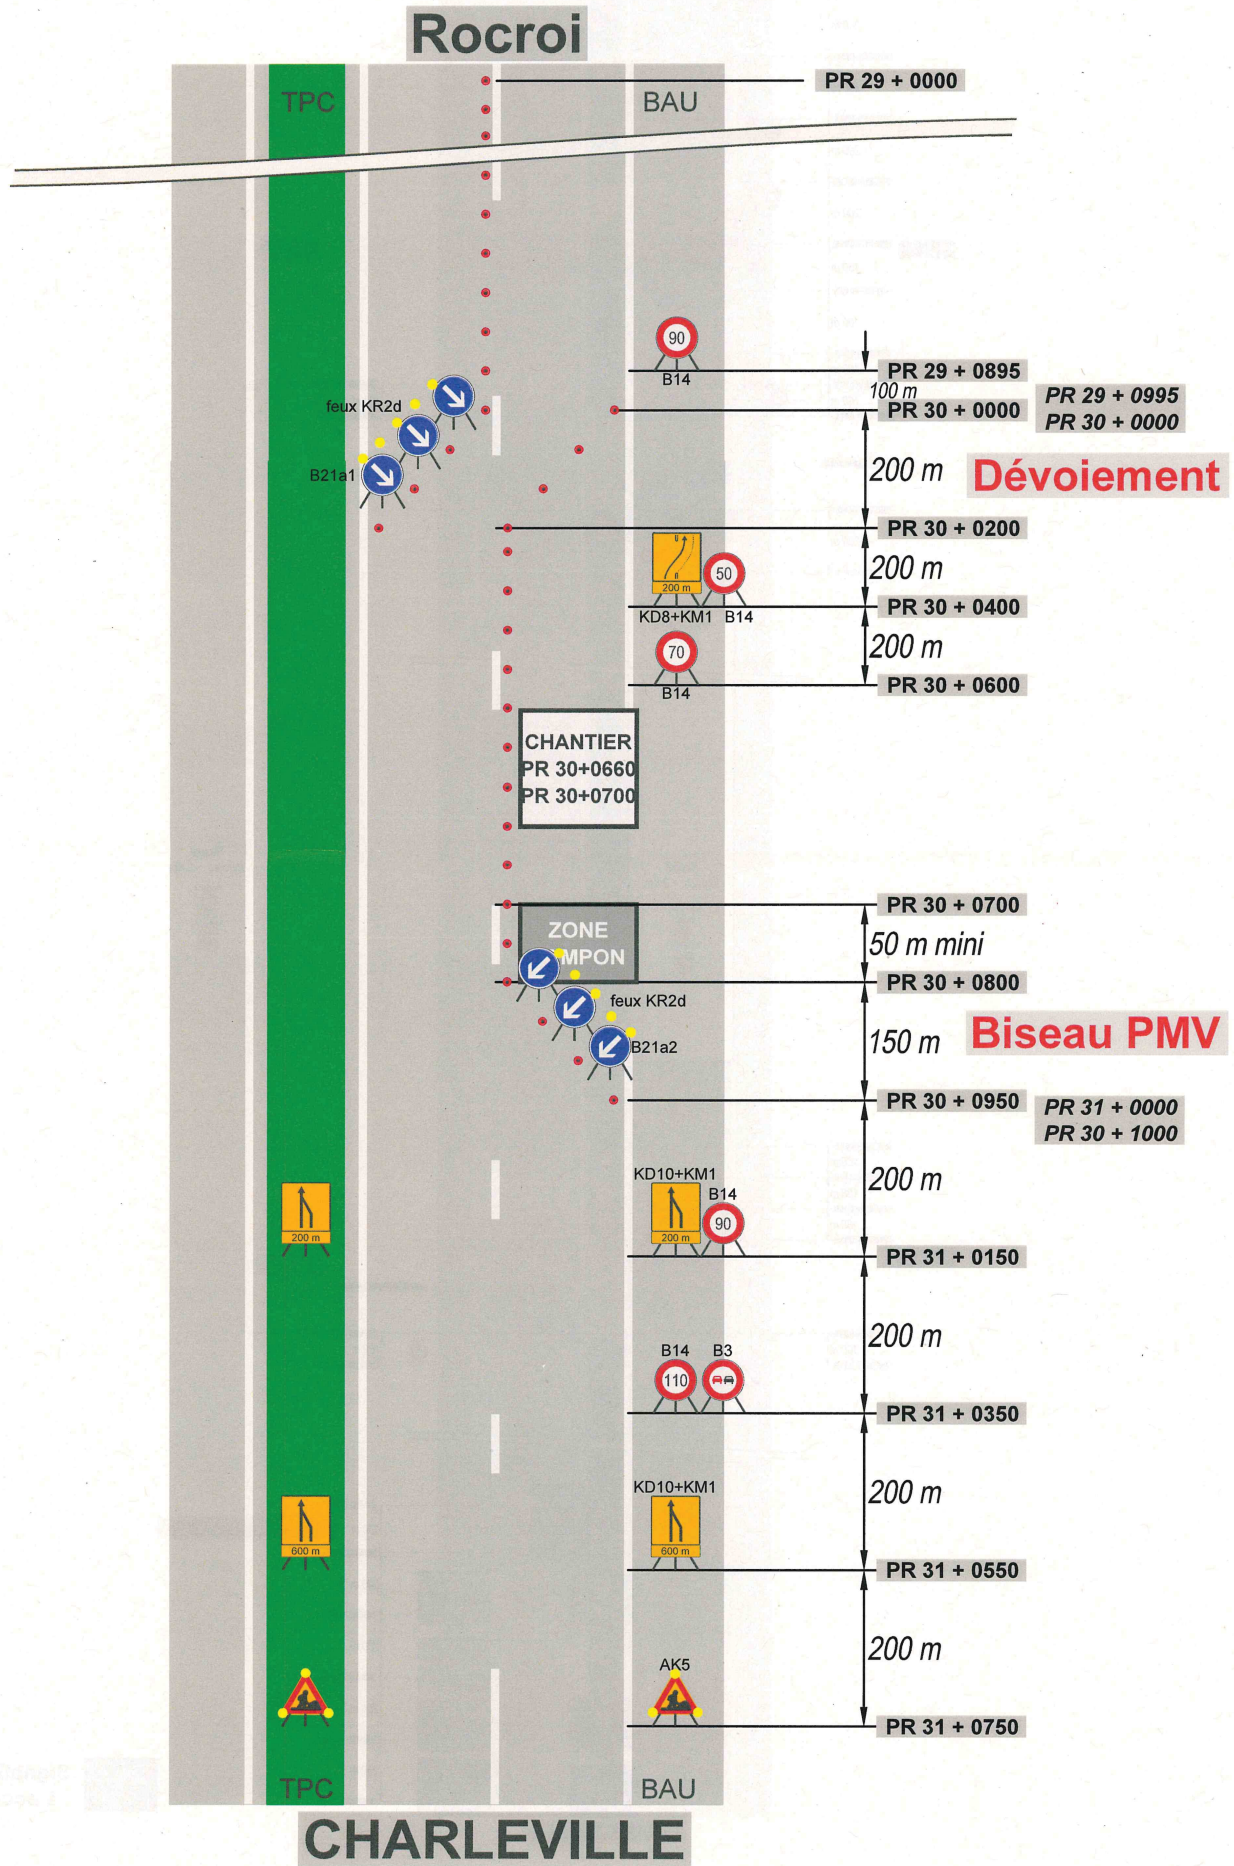 Rocroi
PR 29 + 0000
TPC
BAU
90
B14
PR 29 + 0895
100 m
PR 30 + 0000
PR 29 + 0995
PR 30 + 0000
feux KR2d
B21a1
200 m
Dévoiement
PR 30 + 0200
200 m
50
200 m
KD8+KM1
B14
PR 30 + 0400
70
B14
200 m
PR 30 + 0600
CHANTIER
PR 30+0660
PR 30+0700
PR 30 + 0700
ZONE
MPON
50 m mini
PR 30 + 0800
feux KR2d
B21a2
150 m
Biseau PMV
PR 30 + 0950
PR 31 + 0000
PR 30 + 1000
200 m
KD10+KM1
B14
90
200 m
200 m
PR 31 + 0150
200 m
B14
B3
110
PR 31 + 0350
200 m
KD10+KM1
600 m
600 m
PR 31 + 0550
200 m
AK5
PR 31 + 0750
TPC
BAU
CHARLEVILLE